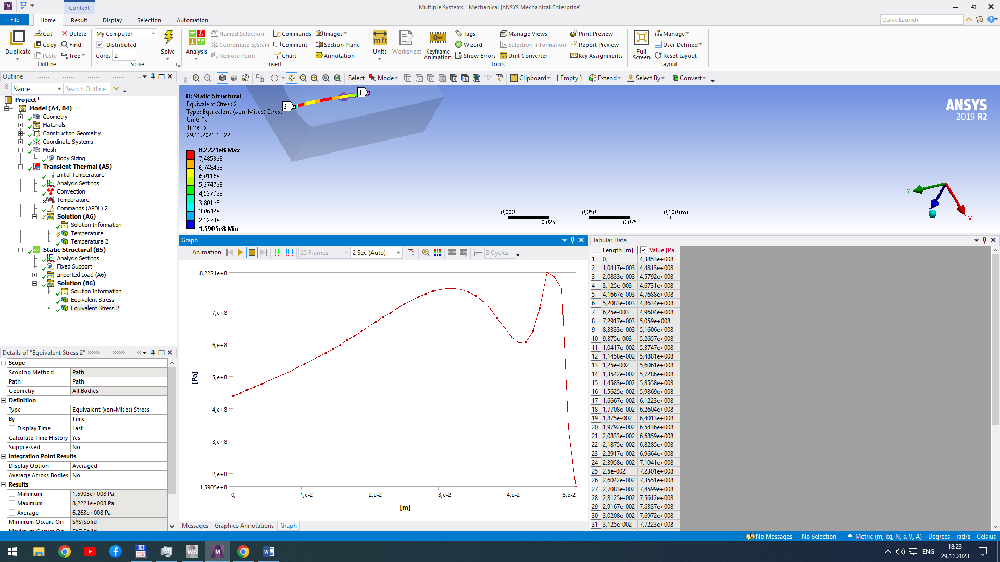 Context
Multiple Systems - Mechanical [ANSYS Mechanical Enterprise]
File
Home
Result
Display
Selection
Automation
Quick Launch
Duplicate
Cut
Copy
Paste
Delete
Find
Tree
Outline
My Computer
Distributed
Cores 2
Solve
Solve
Analysis
Named Selection
Coordinate System
Remote Point
Commands
Comment
Chart
Images
Section Plane
Annotation
Insert
Units
Worksheet
Keyframe
Animation
Tags
Wizard
Show Errors
Manage Views
Selection Information
Unit Converter
Print Preview
Report Preview
Key Assignments
Tools
Full
Screen
Manage
User Defined
Reset Layout
Layout
Outline
Name
Search Outline
Project*
Model (A4, B4)
Geometry
Materials
Construction Geometry
Coordinate Systems
Mesh
Body Sizing
Transient Thermal (A5)
Initial Temperature
Analysis Settings
Convection
Temperature
Commands (APDL) 2
Solution (A6)
Solution Information
Temperature
Temperature 2
Static Structural (B5)
Analysis Settings
Fixed Support
Imported Load (A6)
Solution (B6)
Solution Information
Equivalent Stress
Equivalent Stress 2
Details of "Equivalent Stress 2"
Scope
Scoping Method Path
Path Path
Geometry All Bodies
Definition
Type Equivalent (von-Mises) Stress
By Time
Display Time Last
Calculate Time History Yes
Suppressed No
Integration Point Results
Display Option Averaged
Average Across Bodies No
Results
Minimum 1,5905e+008 Pa
Maximum 8,2221e+008 Pa
Average 6,263e+008 Pa
Minimum Occurs On SYS\Solid
Select
Mode
Clipboard
[ Empty ]
Extend
Select By
Convert
B: Static Structural
Equivalent Stress 2
Type: Equivalent (von-Mises) Stress
Unit: Pa
Time: 5
29.11.2023 18:22
8,2221e8 Max
7,4853e8
6,7484e8
6,0116e8
5,2747e8
4,5379e8
3,801e8
3,0642e8
2,3273e8
1,5905e8 Min
1
2
ANSYS
2019 R2
0,000
0,050
0,100 (m)
0,025
0,075
Y
X
Graph
Animation
25 Frames
2 Sec (Auto)
3 Cycles
8,2221e+8
7,e+8
6,e+8
5,e+8
4,e+8
3,e+8
2,e+8
1,5905e+8
[Pa]
0,
1,e-2
2,e-2
3,e-2
4,e-2
5,e-2
[m]
Messages
Graphics Annotations
Graph
Tabular Data
Length [m] Value [Pa]
1 0, 4,3853e+008
2 1,0417e-003 4,4813e+008
3 2,0833e-003 4,5792e+008
4 3,125e-003 4,6731e+008
5 4,1667e-003 4,7688e+008
6 5,2083e-003 4,8634e+008
7 6,25e-003 4,9604e+008
8 7,2917e-003 5,059e+008
9 8,3333e-003 5,1606e+008
10 9,375e-003 5,2657e+008
11 1,0417e-002 5,3747e+008
12 1,1458e-002 5,4881e+008
13 1,25e-002 5,6061e+008
14 1,3542e-002 5,7286e+008
15 1,4583e-002 5,8558e+008
16 1,5625e-002 5,9869e+008
17 1,6667e-002 6,1223e+008
18 1,7708e-002 6,2604e+008
19 1,875e-002 6,4013e+008
20 1,9792e-002 6,5436e+008
21 2,0833e-002 6,6859e+008
22 2,1875e-002 6,8285e+008
23 2,2917e-002 6,9664e+008
24 2,3958e-002 7,1041e+008
25 2,5e-002 7,2301e+008
26 2,6042e-002 7,3551e+008
27 2,7083e-002 7,4599e+008
28 2,8125e-002 7,5612e+008
29 2,9167e-002 7,6337e+008
30 3,0208e-002 7,6972e+008
31 3,125e-002 7,7223e+008
No Messages
No Selection
Metric (m, kg, N, s, V, A)
Degrees
rad/s
Celsius
WB
M
ENG
18:23
29.11.2023